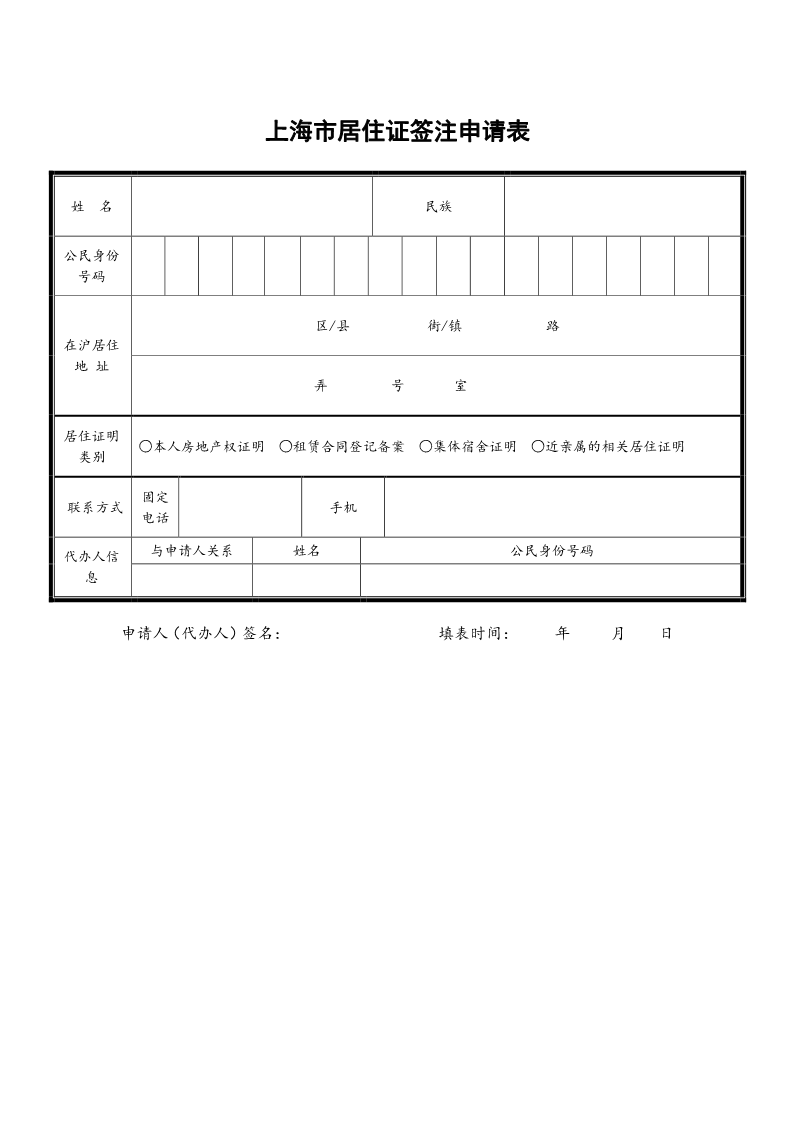 上海市居住证签注申请表
姓 名 民族
公民身份
号码
在沪居住
地 址
区/县 街/镇 路
弄 号 室
居住证明
类别
○本人房地产权证明 ○租赁合同登记备案 ○集体宿舍证明 ○近亲属的相关居住证明
联系方式
固定
电话
手机
代办人信
息
与申请人关系 姓名 公民身份号码
申请人（代办人）签名： 填表时间： 年 月 日